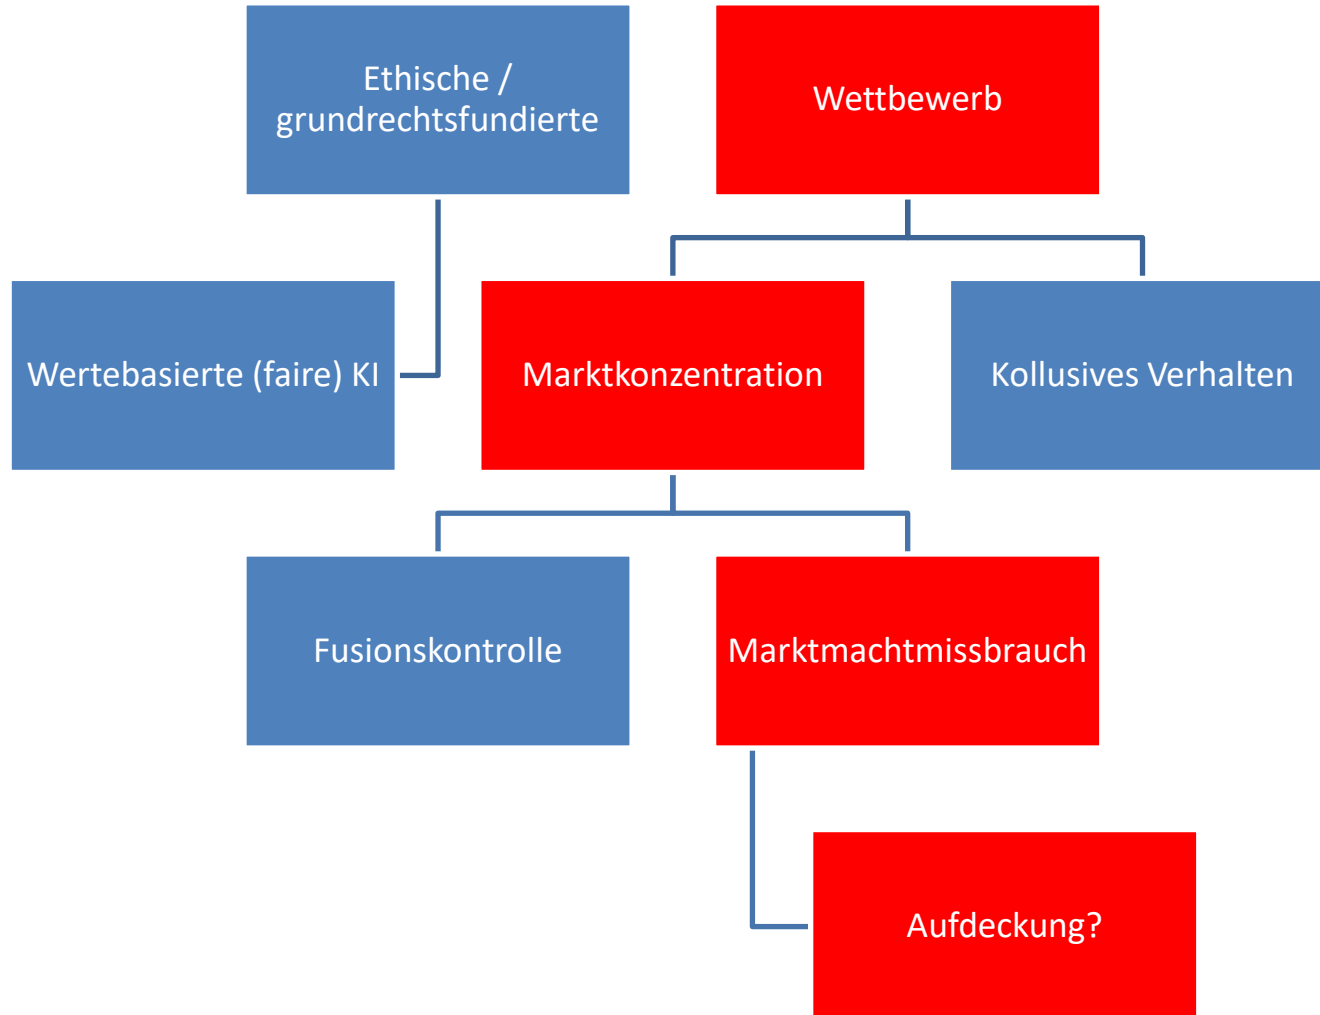 Ethische /
grundrechtsfundierte
Wettbewerb
Wertebasierte (faire) KI
Marktkonzentration
Kollusives Verhalten
Fusionskontrolle
Marktmachtmissbrauch
Aufdeckung?